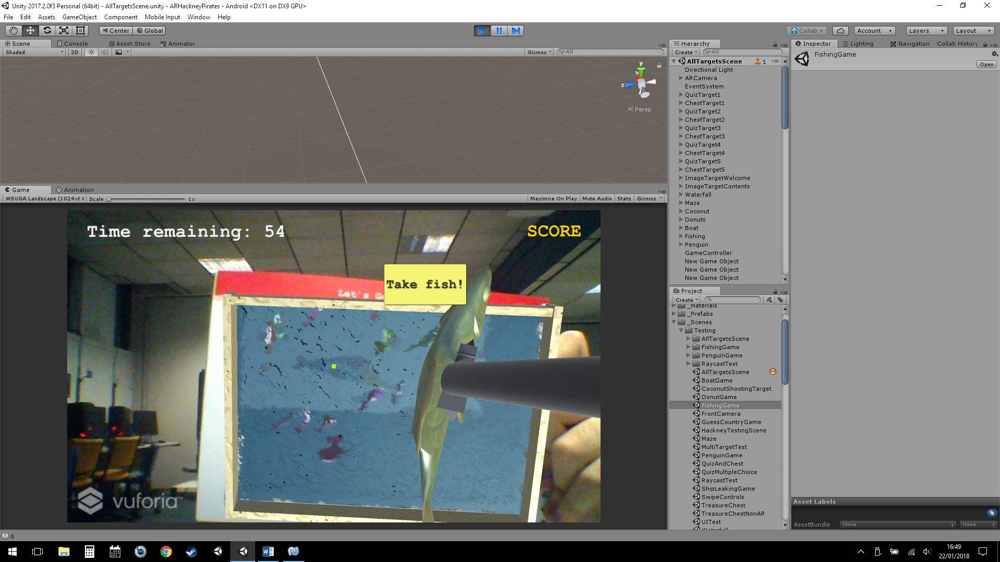 Unity 2017.2.0f3 Personal (64bit) - AllTargetsScene.unity - ARHackneyPirates - Android <DX11 on DX9 GPU>
File Edit Assets GameObject Component Mobile Input Window Help
Center Global
Collab Account Layers Layout
Scene Console Asset Store Animator
Shaded 2D Gizmos All
y
x
z
Persp
Game Animation
WSVGA Landscape (1024x6 Scale 1x Maximize On Play Mute Audio Stats Gizmos
Time remaining: 54
SCORE
Take fish!
Let's Go
vuforia™
Hierarchy
Create All
AllTargetsScene 1
Directional Light
ARCamera
EventSystem
QuizTarget1
ChestTarget1
QuizTarget2
ChestTarget2
QuizTarget3
ChestTarget3
QuizTarget4
ChestTarget4
QuizTarget5
ChestTarget5
ImageTargetWelcome
ImageTargetContents
Waterfall
Maze
Coconut
Donuts
Boat
Fishing
Penguin
GameController
New Game Object
New Game Object
New Game Object
Project
Create
_Materials
_Prefabs
_Scenes
Testing
AllTargetsScene
FishingGame
PenguinGame
RaycastTest
AllTargetsScene
BoatGame
CoconutShootingTarget
DonutGame
FishingGame
FrontCamera
GuessCountryGame
HackneyTestingScene
Maze
MultiTargetTest
PenguinGame
QuizAndChest
QuizMultipleChoice
RaycastTest
ShipLeakingGame
SwipeControls
TreasureChest
TreasureChestNonAR
UITest
Waterfall
Inspector Lighting Navigation Collab History
FishingGame
Open
Asset Labels
AssetBundle None None
0
16:49
22/01/2018